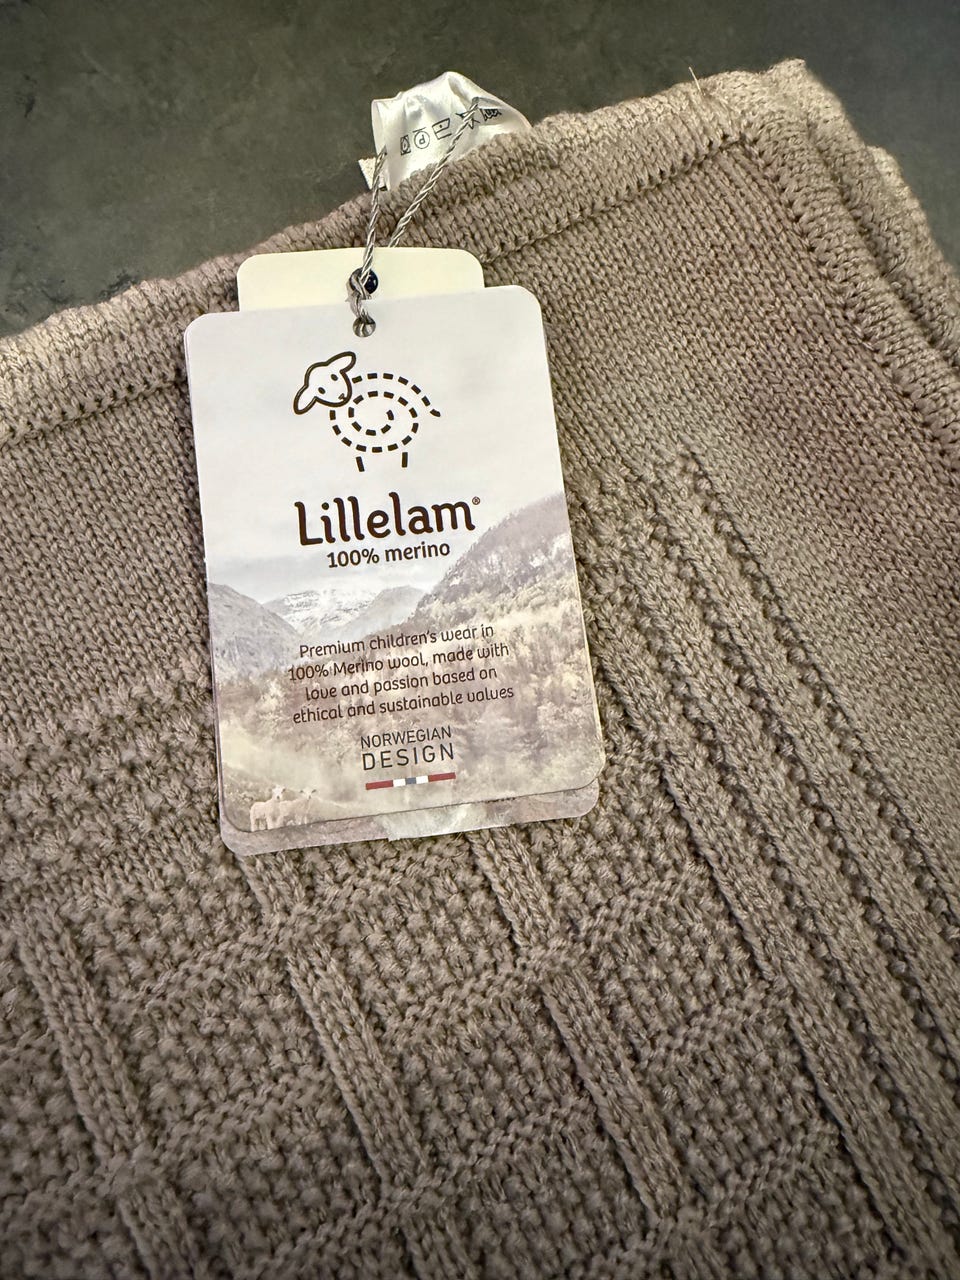 Lillelam®
100% merino
Premium children's wear in
100% Merino wool, made with
love and passion based on
ethical and sustainable values
NORWEGIAN
DESIGN